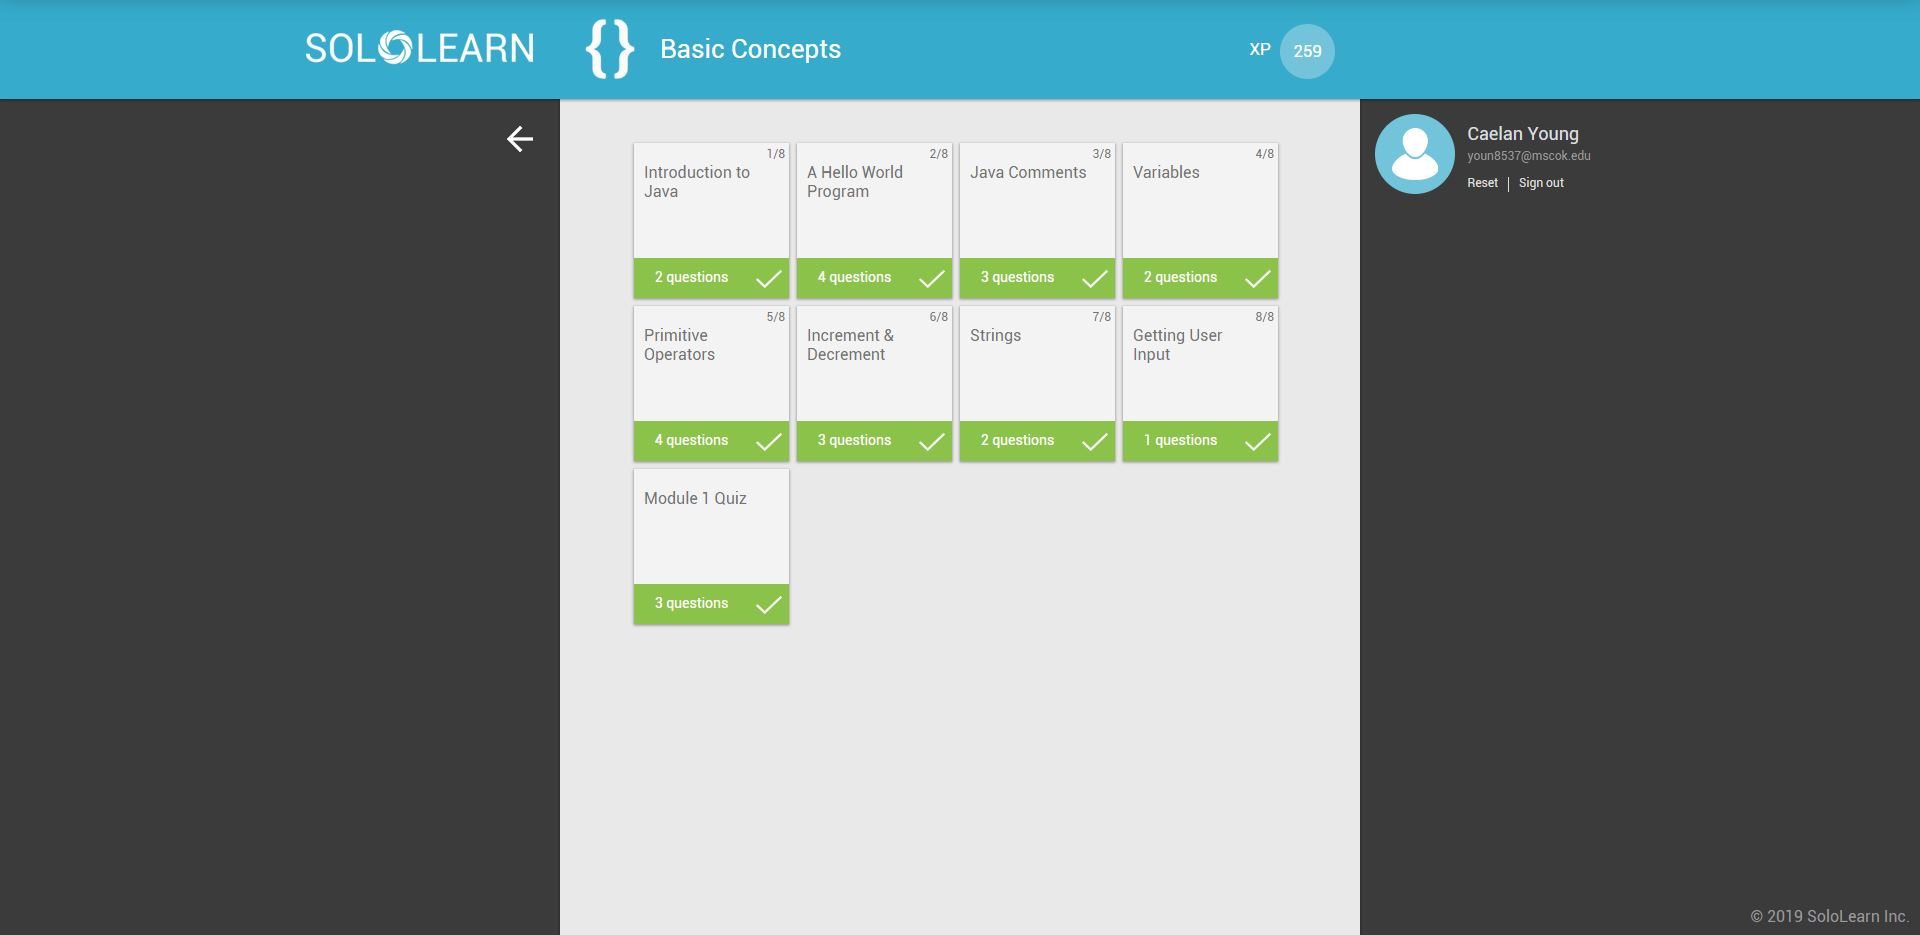 SOLOLEARN
{ } Basic Concepts
XP 259
Caelan Young
youn8537@mscok.edu
Reset | Sign out
1/8
Introduction to
Java
2 questions
2/8
A Hello World
Program
4 questions
3/8
Java Comments
3 questions
4/8
Variables
2 questions
5/8
Primitive
Operators
4 questions
6/8
Increment &
Decrement
3 questions
7/8
Strings
2 questions
8/8
Getting User
Input
1 questions
Module 1 Quiz
3 questions
© 2019 SoloLearn Inc.